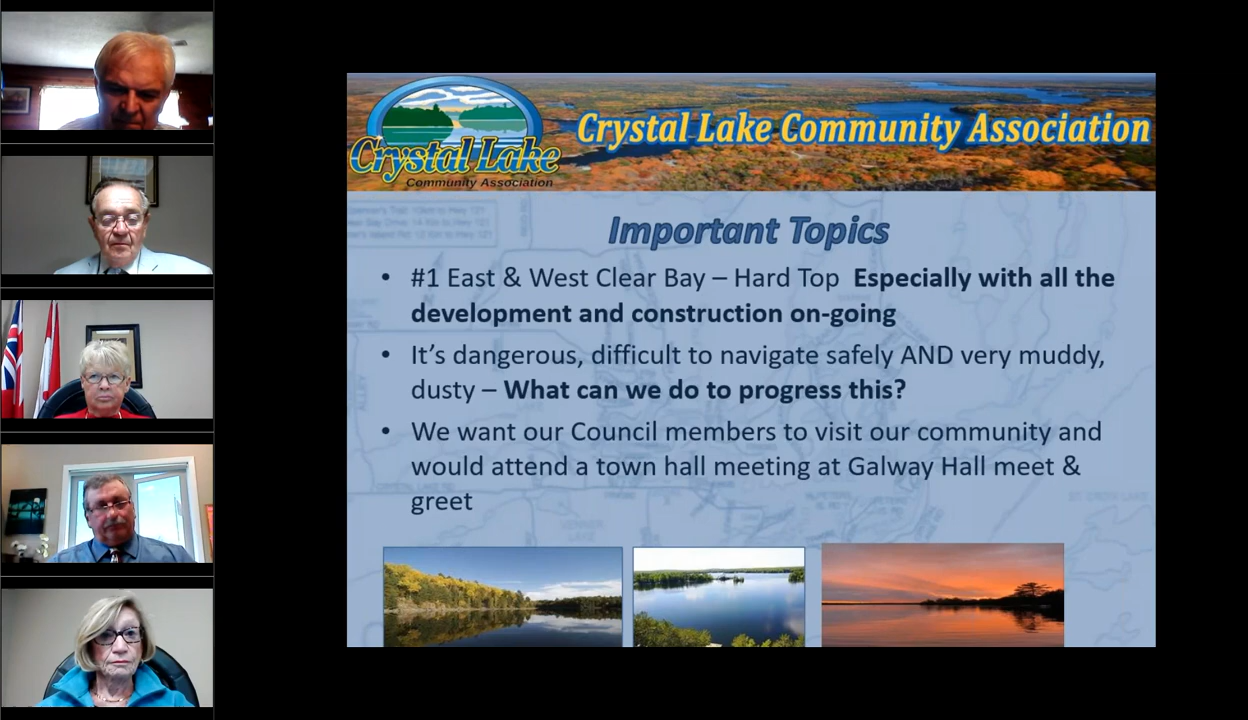 Crystal Lake
Community Association
Crystal Lake Community Association
Important Topics
• #1 East & West Clear Bay – Hard Top Especially with all the
development and construction on-going
• It’s dangerous, difficult to navigate safely AND very muddy,
dusty – What can we do to progress this?
• We want our Council members to visit our community and
would attend a town hall meeting at Galway Hall meet &
greet